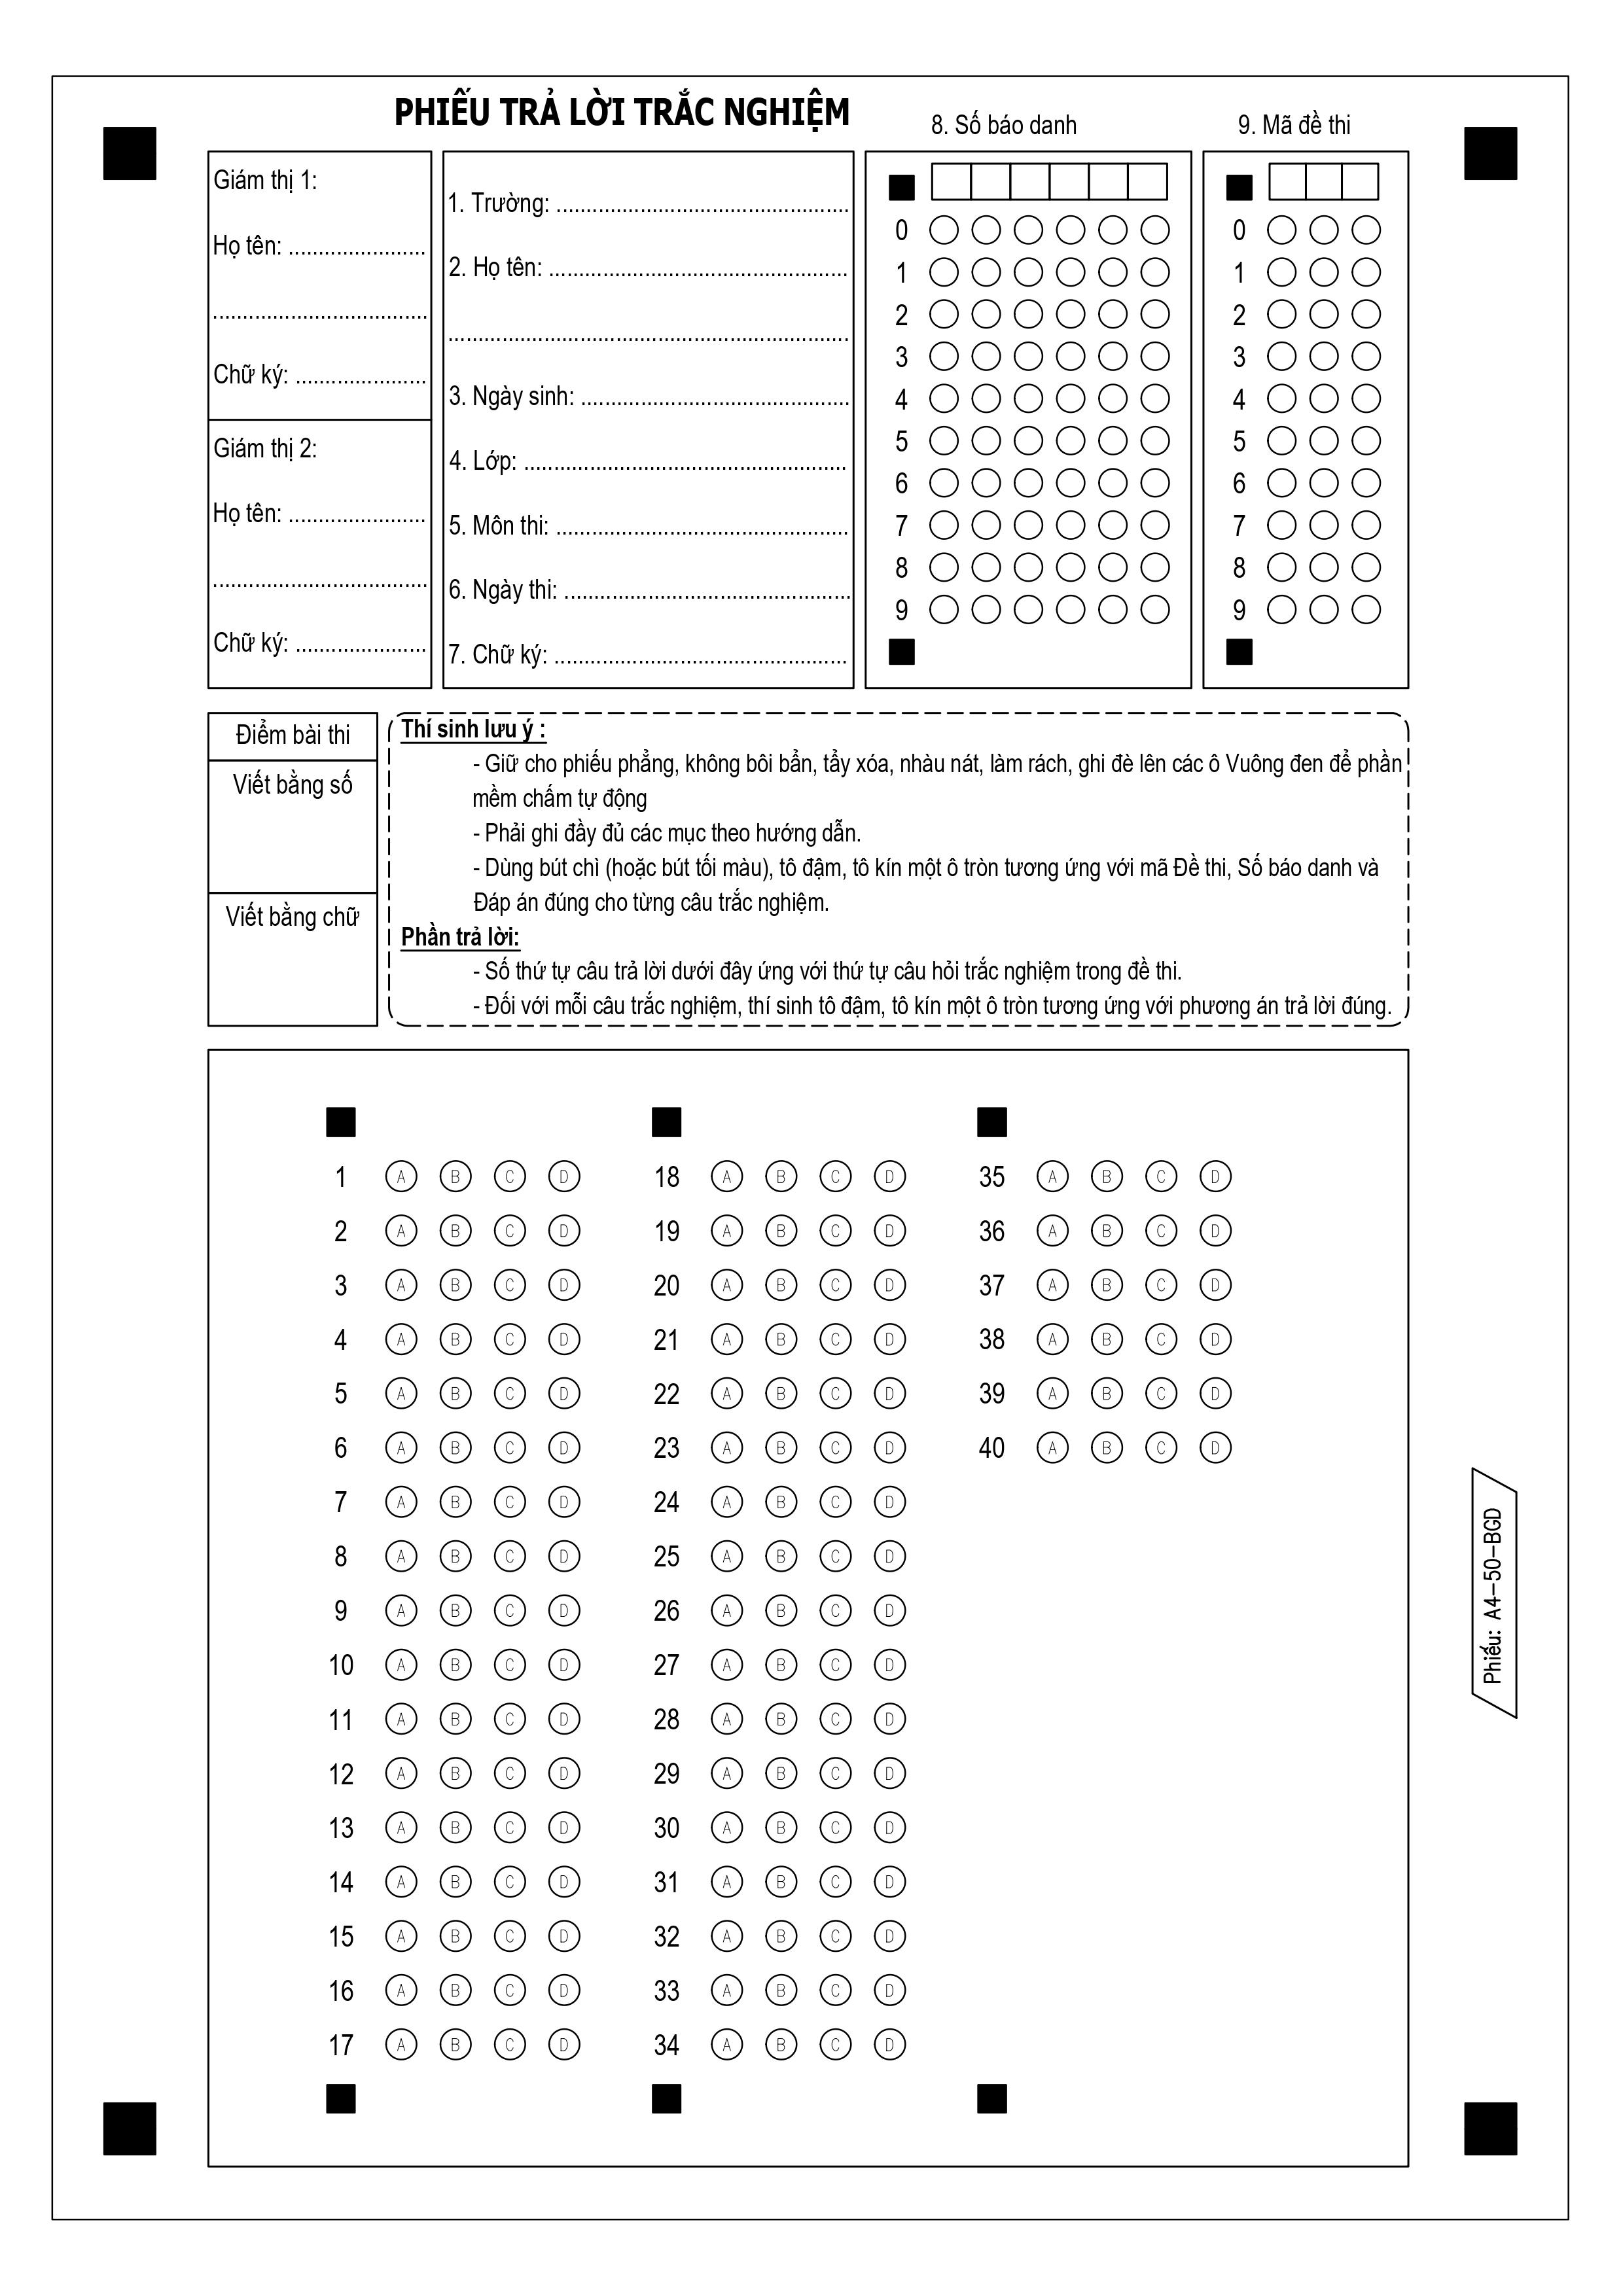 PHIẾU TRẢ LỜI TRẮC NGHIỆM
8. Số báo danh
9. Mã đề thi
Giám thị 1:
Họ tên: .......................
....................................
Chữ ký: ......................
Giám thị 2:
Họ tên: .......................
....................................
Chữ ký: ......................
1. Trường: .................................................
2. Họ tên: ..................................................
...................................................................
3. Ngày sinh: .............................................
4. Lớp: ......................................................
5. Môn thi: .................................................
6. Ngày thi: ................................................
7. Chữ ký: .................................................
0
1
2
3
4
5
6
7
8
9
0
1
2
3
4
5
6
7
8
9
Điểm bài thi
Viết bằng số
Viết bằng chữ
Thí sinh lưu ý :
- Giữ cho phiếu phẳng, không bôi bẩn, tẩy xóa, nhàu nát, làm rách, ghi đè lên các ô Vuông đen để phần
mềm chấm tự động
- Phải ghi đầy đủ các mục theo hướng dẫn.
- Dùng bút chì (hoặc bút tối màu), tô đậm, tô kín một ô tròn tương ứng với mã Đề thi, Số báo danh và
Đáp án đúng cho từng câu trắc nghiệm.
Phần trả lời:
- Số thứ tự câu trả lời dưới đây ứng với thứ tự câu hỏi trắc nghiệm trong đề thi.
- Đối với mỗi câu trắc nghiệm, thí sinh tô đậm, tô kín một ô tròn tương ứng với phương án trả lời đúng.
1 A B C D
2 A B C D
3 A B C D
4 A B C D
5 A B C D
6 A B C D
7 A B C D
8 A B C D
9 A B C D
10 A B C D
11 A B C D
12 A B C D
13 A B C D
14 A B C D
15 A B C D
16 A B C D
17 A B C D
18 A B C D
19 A B C D
20 A B C D
21 A B C D
22 A B C D
23 A B C D
24 A B C D
25 A B C D
26 A B C D
27 A B C D
28 A B C D
29 A B C D
30 A B C D
31 A B C D
32 A B C D
33 A B C D
34 A B C D
35 A B C D
36 A B C D
37 A B C D
38 A B C D
39 A B C D
40 A B C D
Phiếu: A4-50-BGD